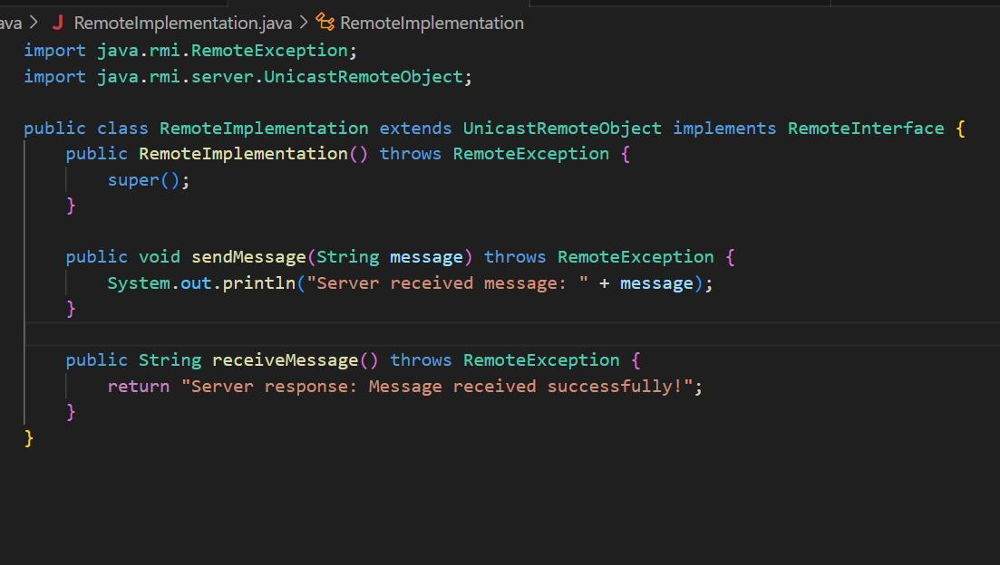 ava > RemoteImplementation.java > RemoteImplementation
import java.rmi.RemoteException;
import java.rmi.server.UnicastRemoteObject;
public class RemoteImplementation extends UnicastRemoteObject implements RemoteInterface {
public RemoteImplementation() throws RemoteException {
super();
}
public void sendMessage(String message) throws RemoteException {
System.out.println("Server received message: " + message);
}
public String receiveMessage() throws RemoteException {
return "Server response: Message received successfully!";
}
}